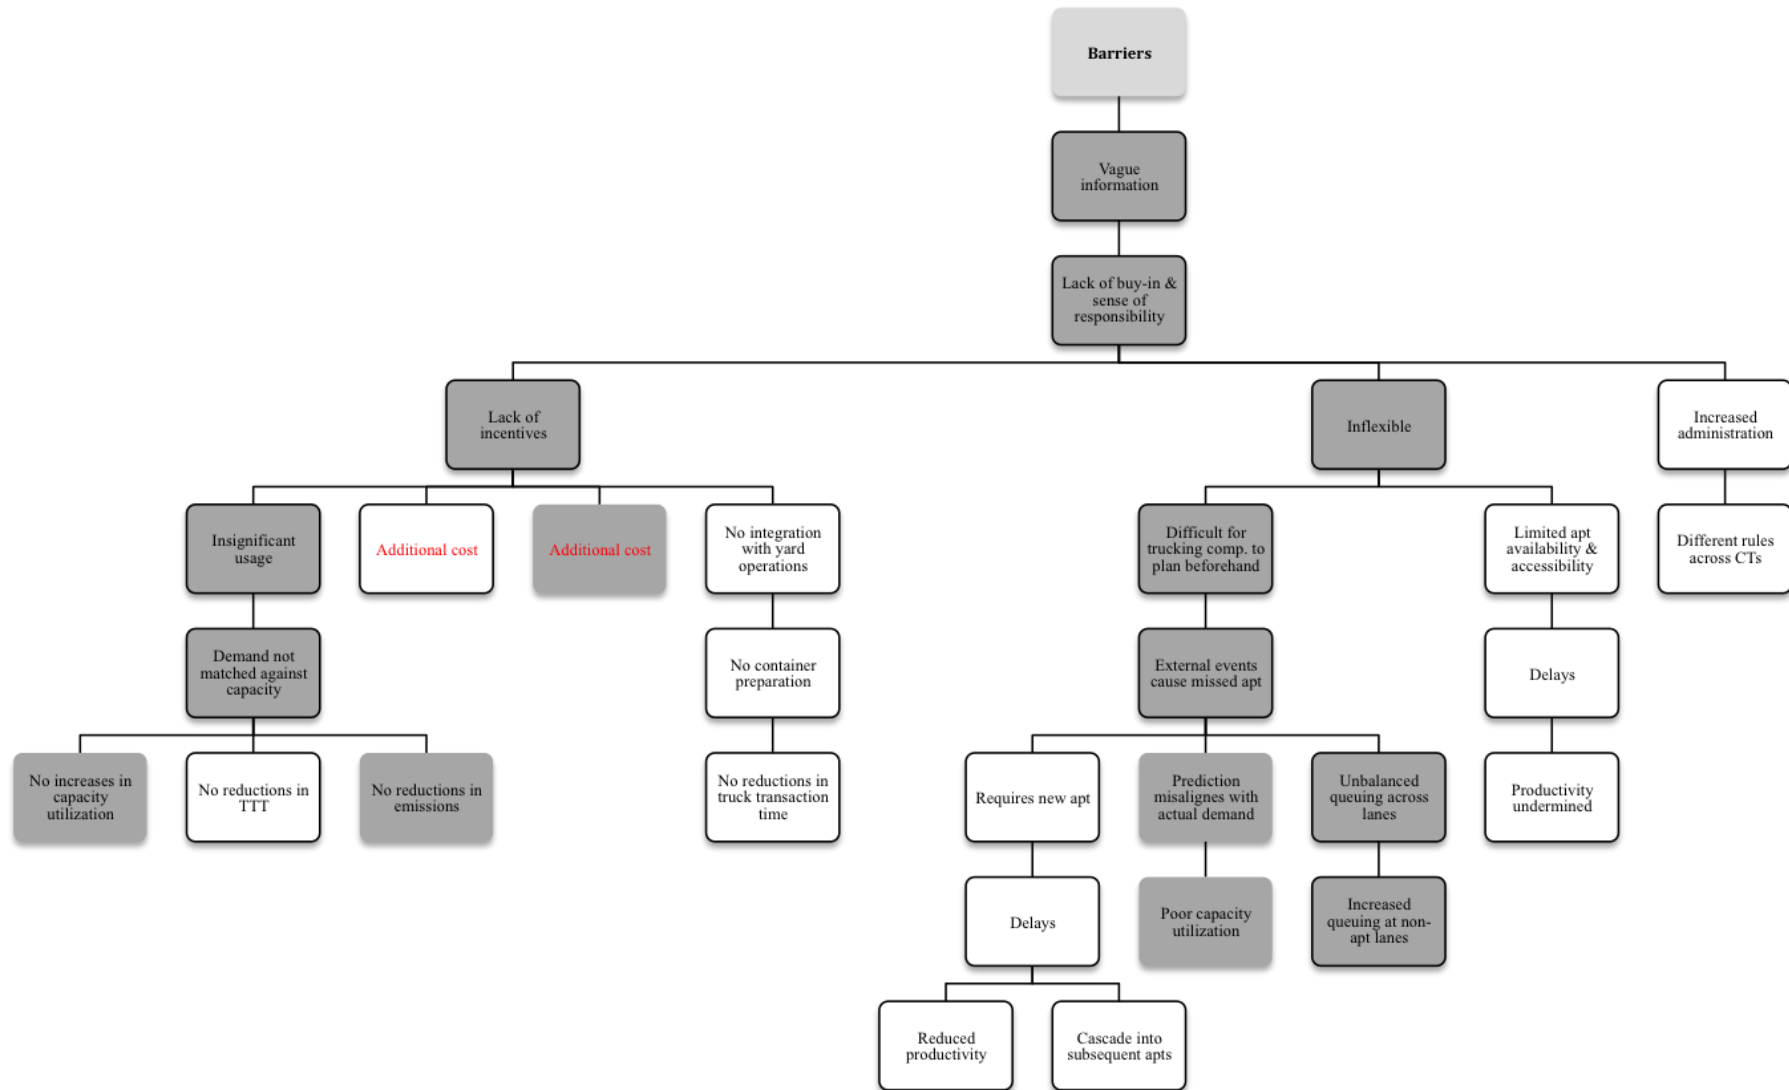 Barriers
Vague
information
Lack of buy-in &
sense of
responsibility
Lack of
incentives
Inflexible
Increased
administration
Insignificant
usage
Additional cost
Additional cost
No integration
with yard
operations
Difficult for
trucking comp. to
plan beforehand
Limited apt
availability &
accessibility
Different rules
across CTs
Demand not
matched against
capacity
No container
preparation
External events
cause missed apt
Delays
No increases in
capacity
utilization
No reductions in
TTT
No reductions in
emissions
No reductions in
truck transaction
time
Requires new apt
Prediction
misalignes with
actual demand
Unbalanced
queuing across
lanes
Productivity
undermined
Delays
Poor capacity
utilization
Increased
queuing at non-
apt lanes
Reduced
productivity
Cascade into
subsequent apts